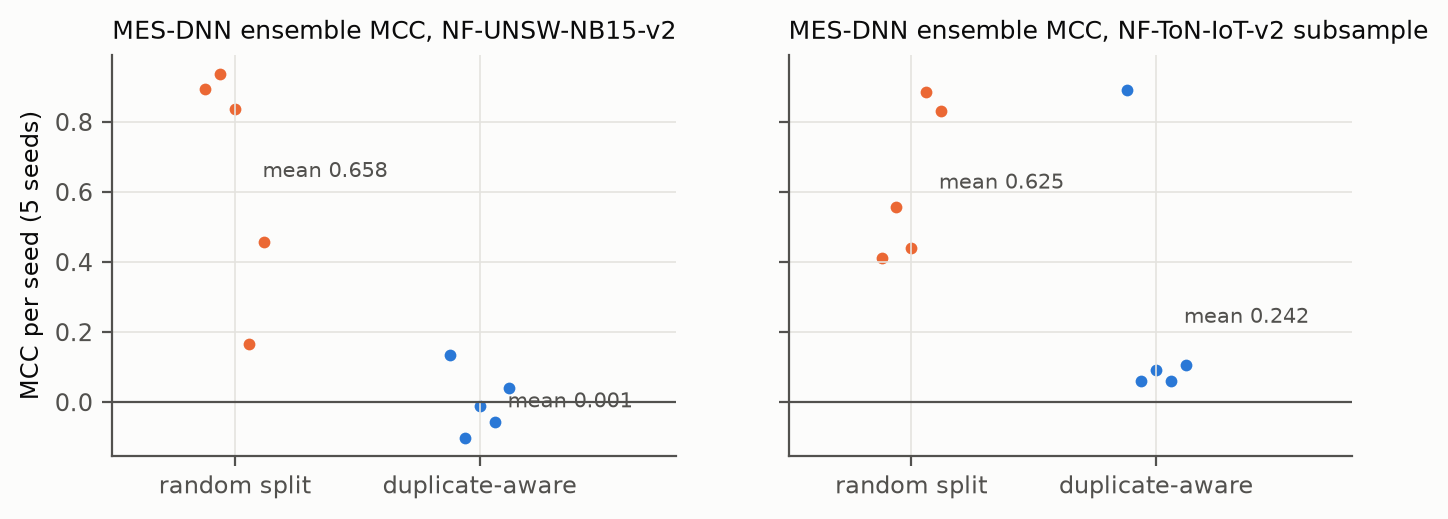 MES-DNN ensemble MCC, NF-UNSW-NB15-v2
MCC per seed (5 seeds)
0.8
0.6
0.4
0.2
0.0
mean 0.658
mean 0.001
random split
duplicate-aware
MES-DNN ensemble MCC, NF-ToN-IoT-v2 subsample
mean 0.625
mean 0.242
random split
duplicate-aware